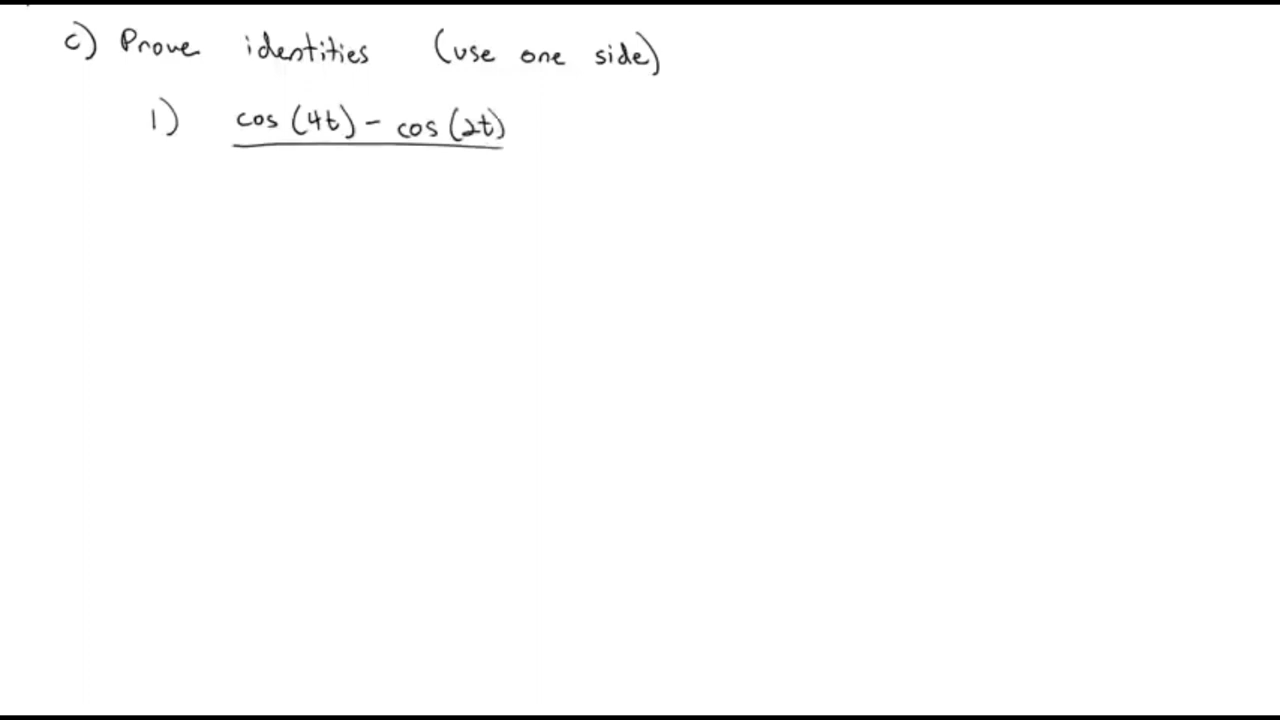 c) Prove identities (use one side)
1) cos (4t) - cos (2t)